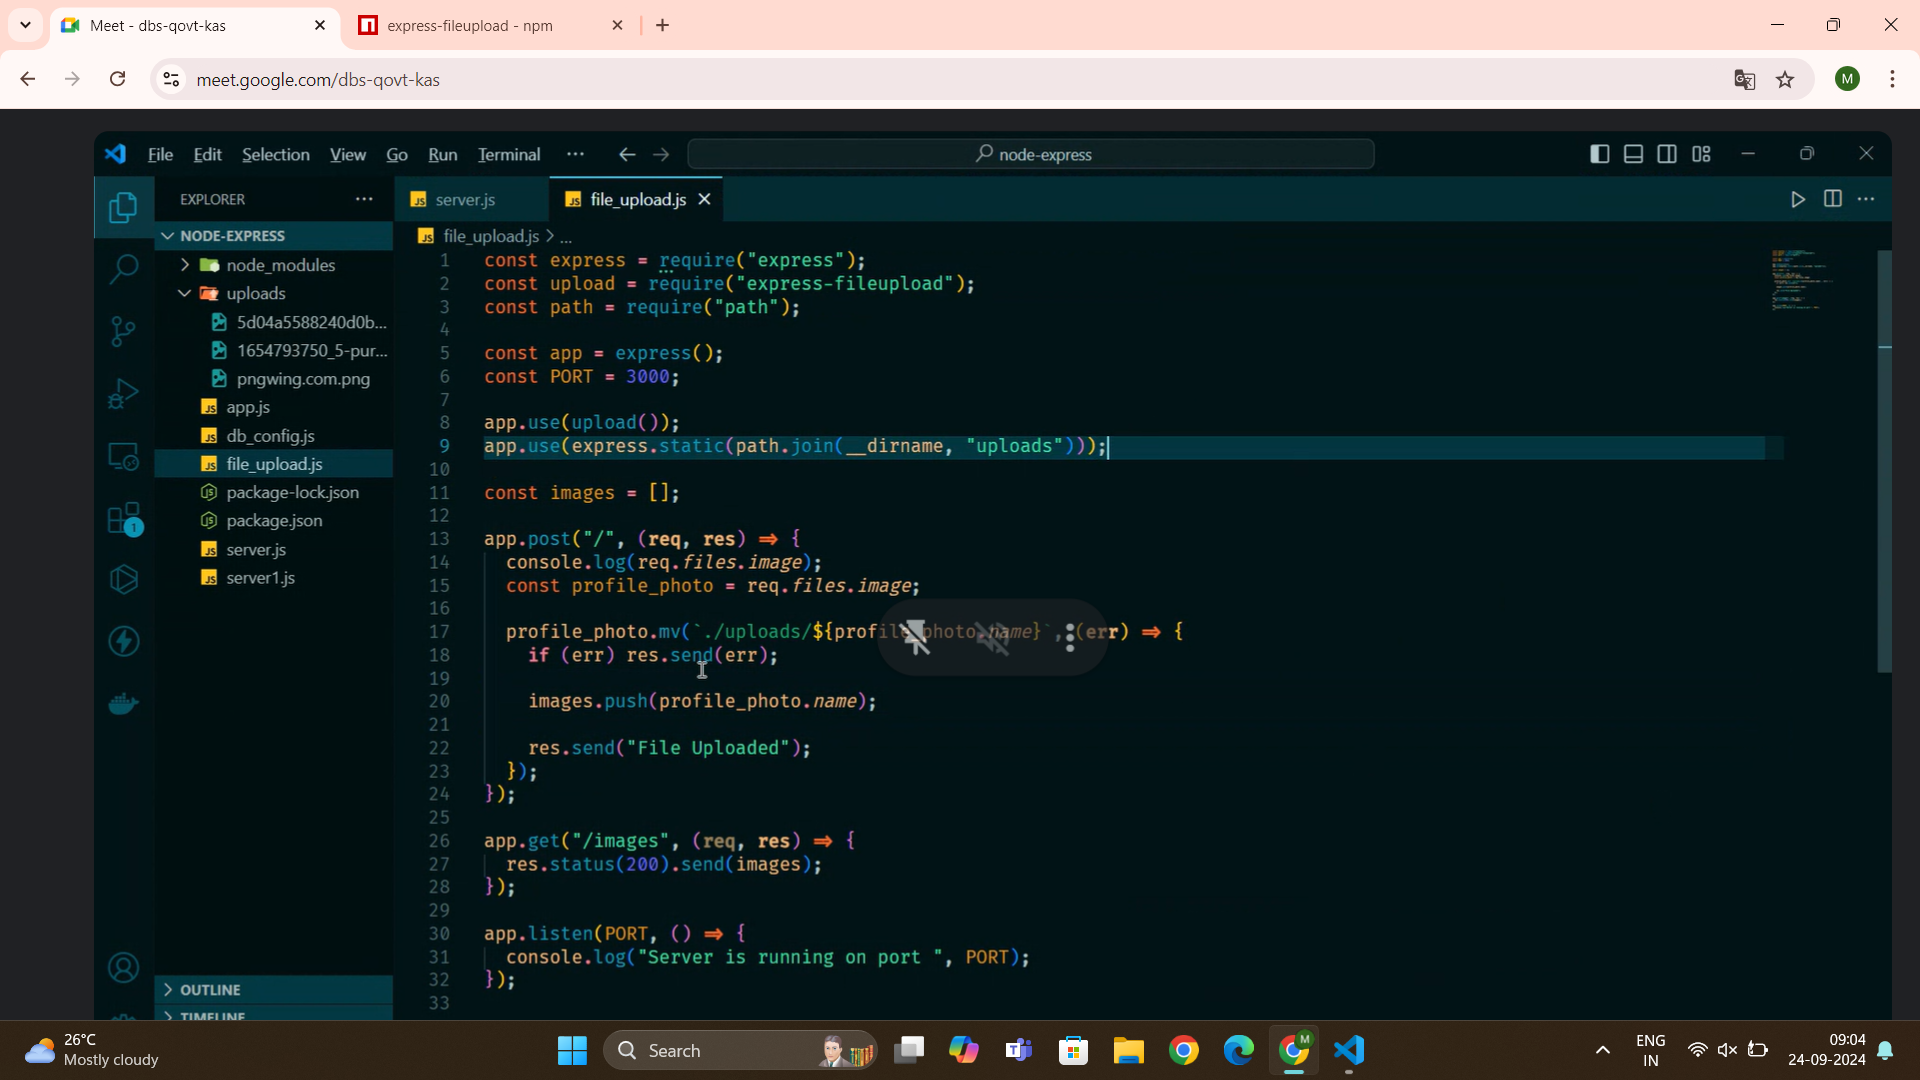 Meet - dbs-qovt-kas
express-fileupload - npm
meet.google.com/dbs-qovt-kas
M
File Edit Selection View Go Run Terminal ...
node-express
EXPLORER
server.js
file_upload.js
NODE-EXPRESS
file_upload.js > ...
node_modules
uploads
5d04a5588240d0b...
1654793750_5-pur...
pngwing.com.png
app.js
db_config.js
file_upload.js
package-lock.json
package.json
server.js
server1.js
1
OUTLINE
TIMELINE
1 const express = require("express");
2 const upload = require("express-fileupload");
3 const path = require("path");
4
5 const app = express();
6 const PORT = 3000;
7
8 app.use(upload());
9 app.use(express.static(path.join(__dirname, "uploads")));
10
11 const images = [];
12
13 app.post("/", (req, res) => {
14 console.log(req.files.image);
15 const profile_photo = req.files.image;
16
17 profile_photo.mv(`./uploads/${profile_photo.name}`, (err) => {
18 if (err) res.send(err);
19
20 images.push(profile_photo.name);
21
22 res.send("File Uploaded");
23 });
24 });
25
26 app.get("/images", (req, res) => {
27 res.status(200).send(images);
28 });
29
30 app.listen(PORT, () => {
31 console.log("Server is running on port ", PORT);
32 });
33
26°C
Mostly cloudy
Search
M
ENG
IN
09:04
24-09-2024